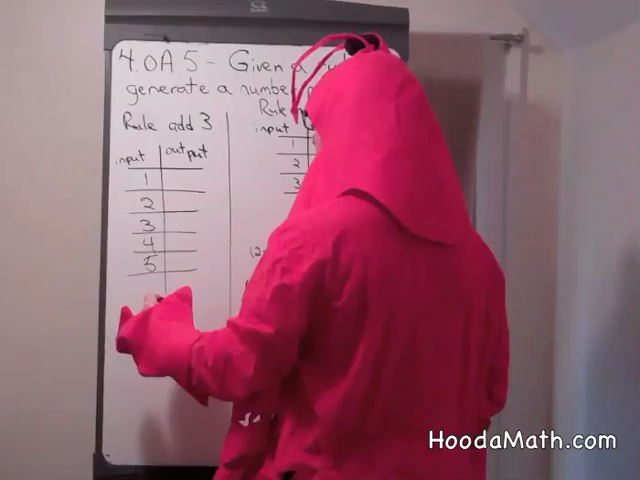 4.OA.5 - Given a
generate a number
Rule add 3
input output
1
2
3
4
5
Rule
input
1
2
3
HoodaMath.com